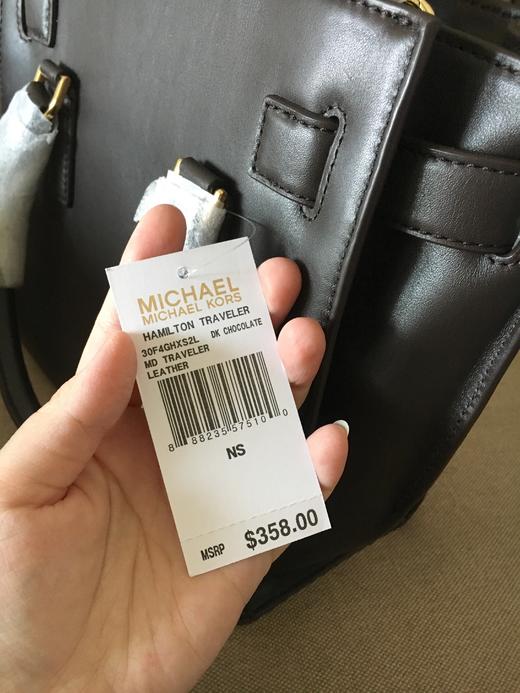 MICHAEL
MICHAEL KORS
HAMILTON TRAVELER
30F4GHXS2L DK CHOCOLATE
MD TRAVELER
LEATHER
8 88235 57510 0
NS
MSRP $358.00